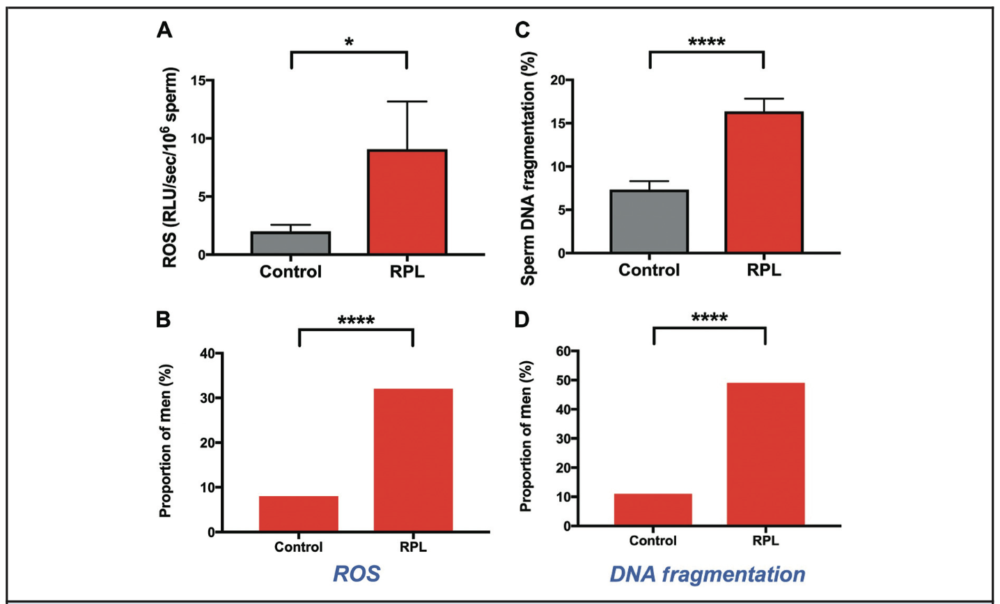 A
*
ROS (RLU/sec/10⁶ sperm)
15
10
5
0
Control RPL
C
****
Sperm DNA fragmentation (%)
20
15
10
5
0
Control RPL
B
****
Proportion of men (%)
40
30
20
10
0
Control RPL
ROS
D
****
Proportion of men (%)
60
50
40
30
20
10
0
Control RPL
DNA fragmentation